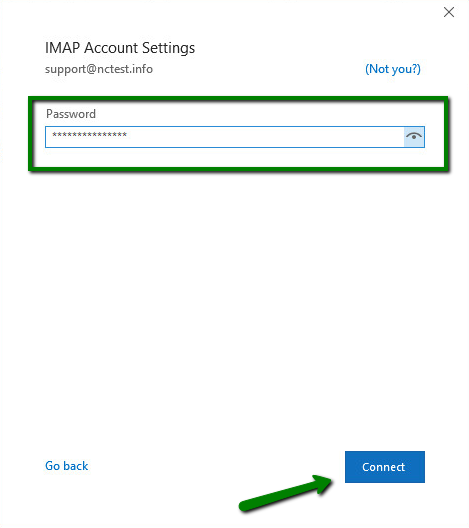 IMAP Account Settings
support@nctest.info (Not you?)
Password
***************
Go back Connect